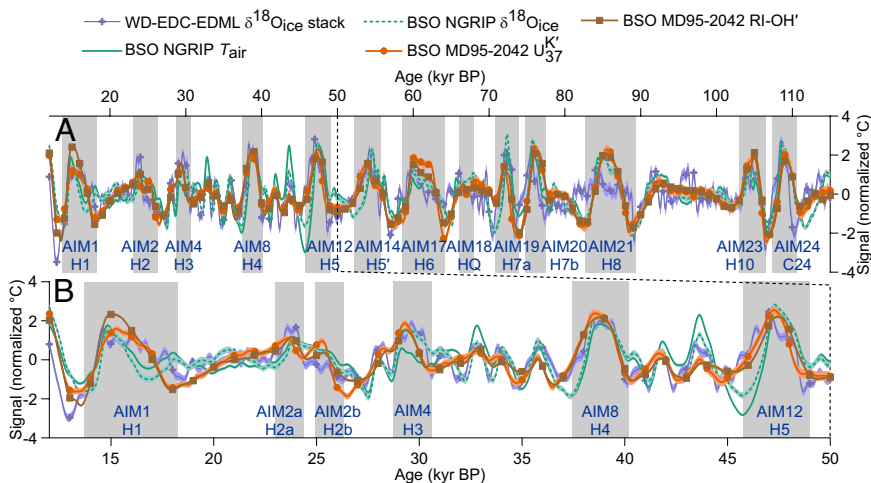 WD-EDC-EDML δ18Oice stack
BSO NGRIP δ18Oice
BSO MD95-2042 RI-OH′
BSO NGRIP Tair
BSO MD95-2042 UK′37
Age (kyr BP)
20 30 40 50 60 70 80 90 100 110
A
4
2
0
-2
-4
Signal (normalized °C)
AIM1 AIM2 AIM4 AIM8 AIM12 AIM14 AIM17 AIM18 AIM19 AIM20 AIM21 AIM23 AIM24
H1 H2 H3 H4 H5 H5′ H6 HQ H7a H7b H8 H10 C24
B
4
2
0
-2
-4
Signal (normalized °C)
AIM1 AIM2a AIM2b AIM4 AIM8 AIM12
H1 H2a H2b H3 H4 H5
15 20 25 30 35 40 45 50
Age (kyr BP)